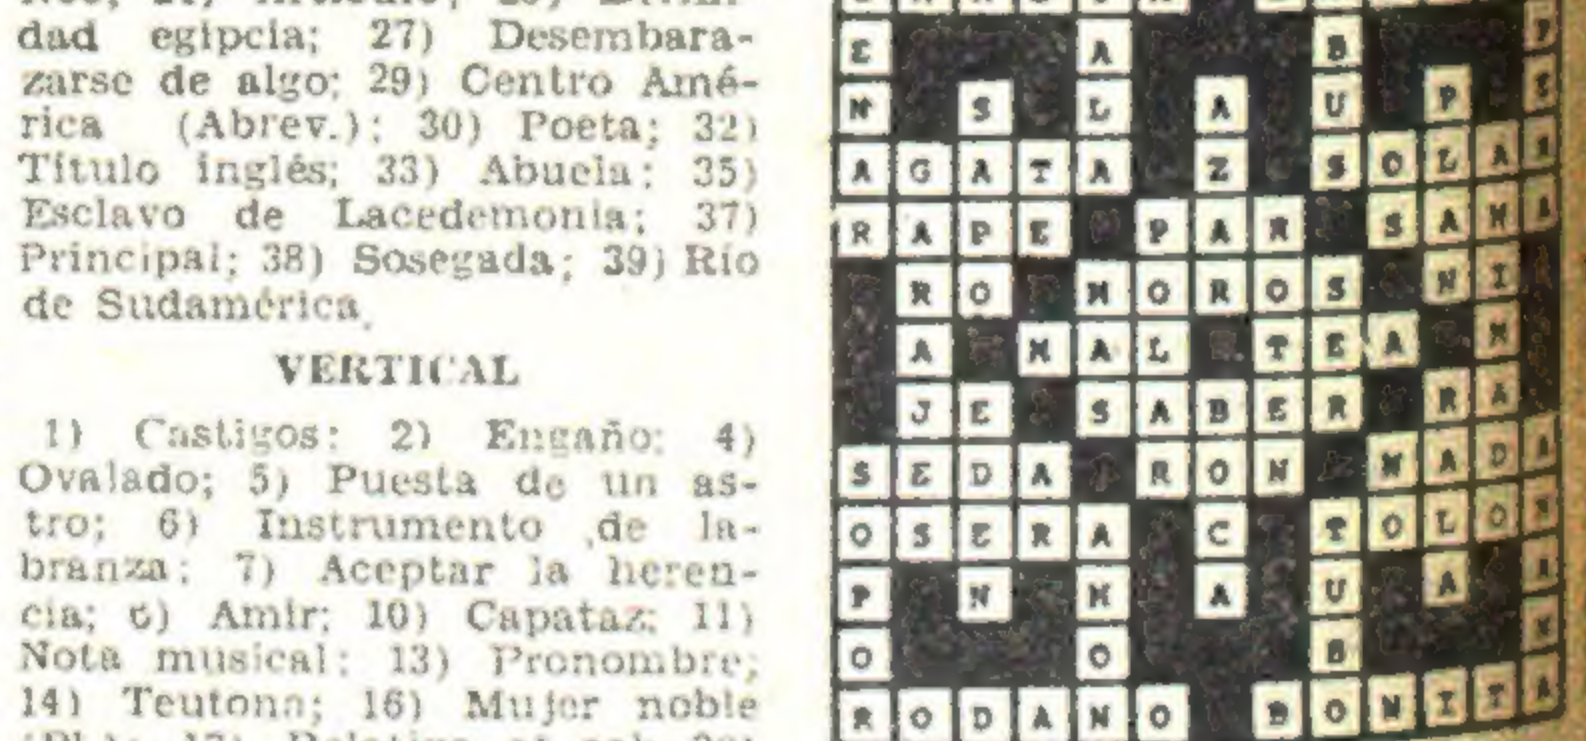 dad egipcia; 27) Desembara-
zarse de algo; 29) Centro Amé-
rica (Abrev.); 30) Poeta; 32)
Título inglés; 33) Abuela; 35)
Esclavo de Lacedemonia; 37)
Principal; 38) Sosegada; 39) Río
de Sudamérica.
VERTICAL
1) Castigos; 2) Engaño; 4)
Ovalado; 5) Puesta de un as-
tro; 6) Instrumento de la-
branza; 7) Aceptar la heren-
cia; 6) Amir; 10) Capataz; 11)
Nota musical; 13) Pronombre;
14) Teutona; 16) Mujer noble
E A B
N S L A U P
A G A T A Z S O L A
R A P E P A R S A N A
R O M O R O S N I
A M A L T E A M
J E S A B E R R A
S E D A R O N N A D A
O S E R A C T O L O
P N M A U A
O O B
R O D A N O B O N I T A